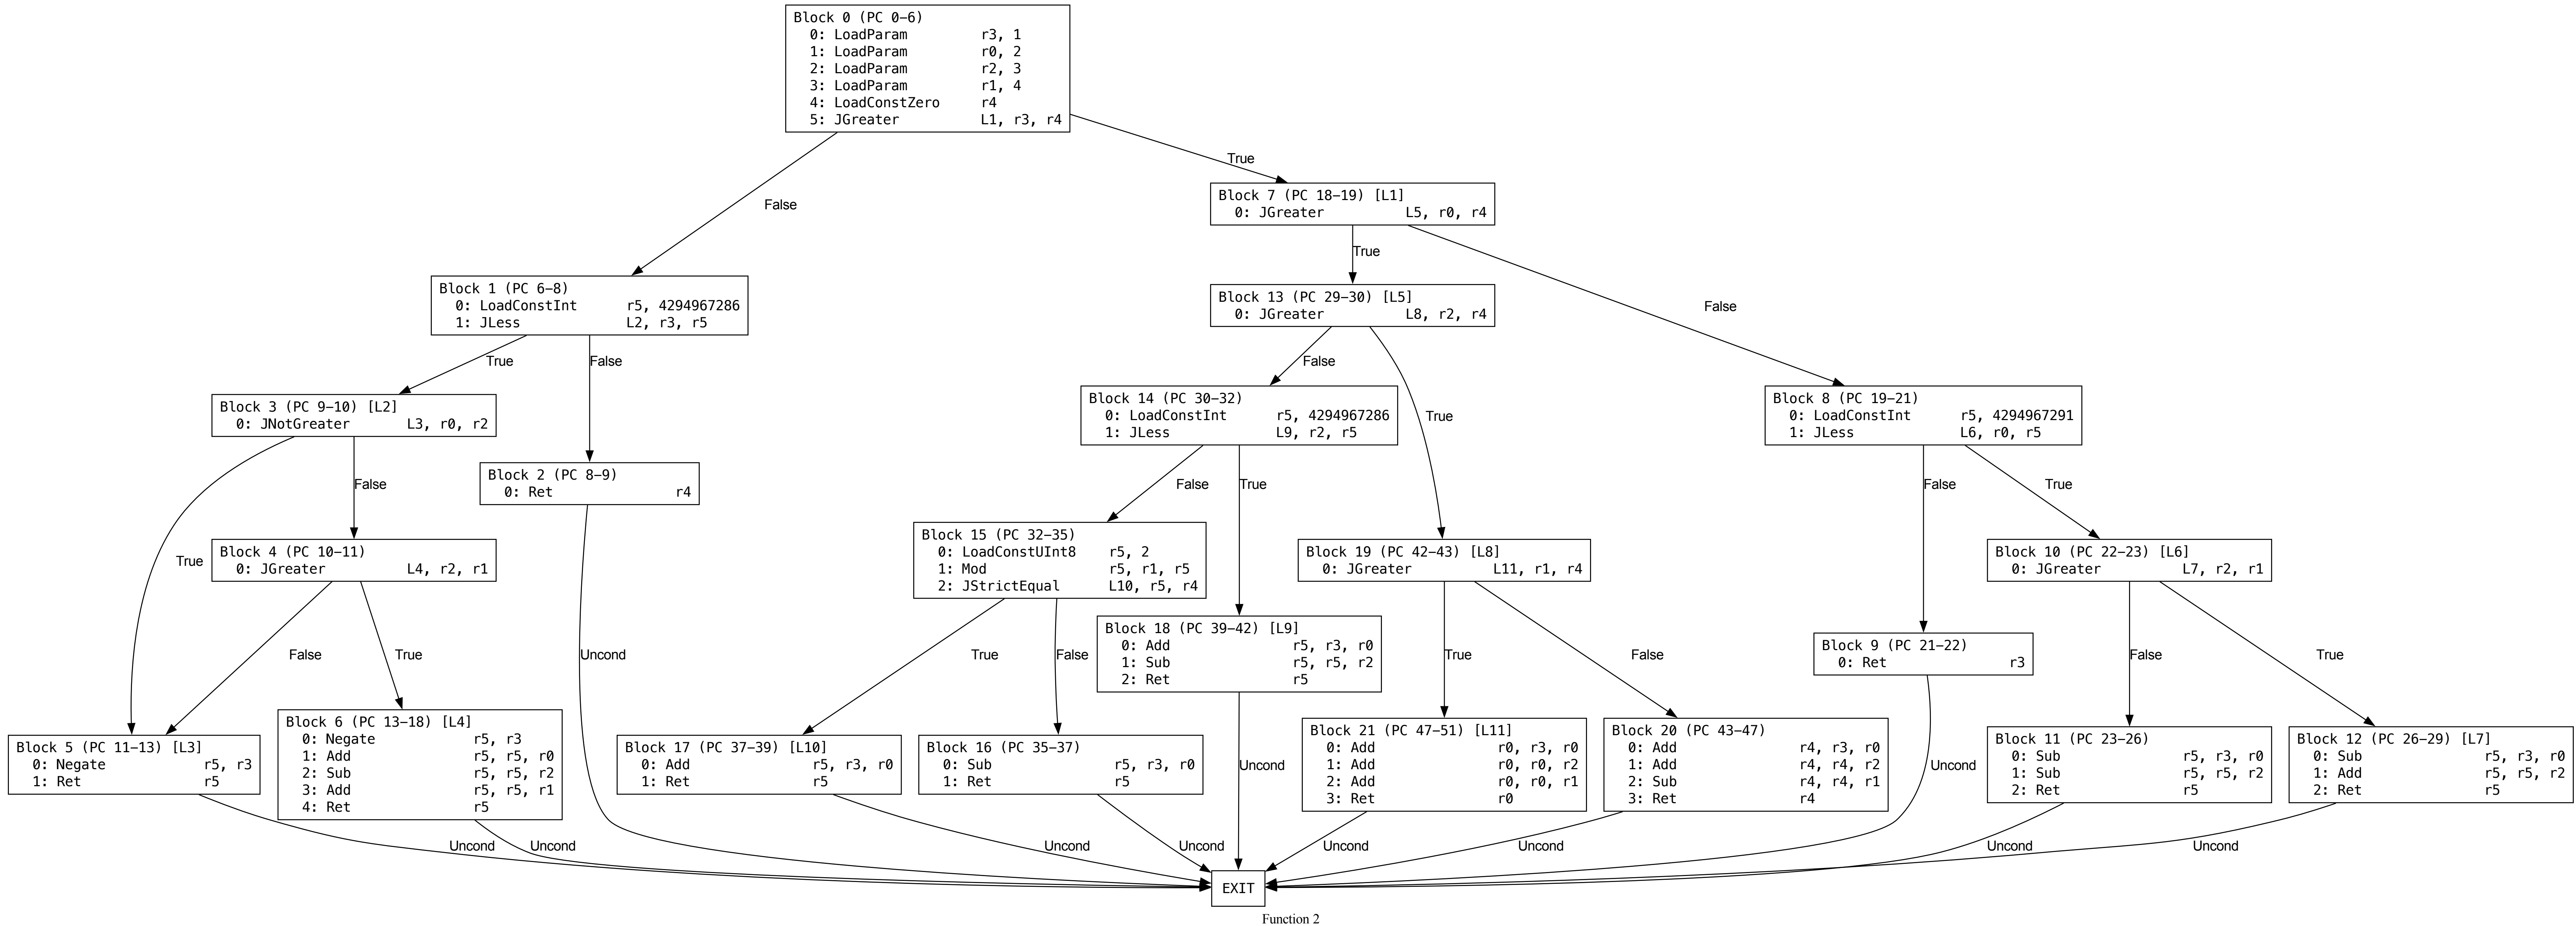 Block 0 (PC 0-6)
0: LoadParam r3, 1
1: LoadParam r0, 2
2: LoadParam r2, 3
3: LoadParam r1, 4
4: LoadConstZero r4
5: JGreater L1, r3, r4
True
False
Block 7 (PC 18-19) [L1]
0: JGreater L5, r0, r4
True
False
Block 1 (PC 6-8)
0: LoadConstInt r5, 4294967286
1: JLess L2, r3, r5
True
False
Block 13 (PC 29-30) [L5]
0: JGreater L8, r2, r4
False
True
Block 3 (PC 9-10) [L2]
0: JNotGreater L3, r0, r2
True
False
Block 14 (PC 30-32)
0: LoadConstInt r5, 4294967286
1: JLess L9, r2, r5
False
True
Block 8 (PC 19-21)
0: LoadConstInt r5, 4294967291
1: JLess L6, r0, r5
False
True
Block 2 (PC 8-9)
0: Ret r4
Uncond
Block 15 (PC 32-35)
0: LoadConstUInt8 r5, 2
1: Mod r5, r1, r5
2: JStrictEqual L10, r5, r4
True
False
Block 4 (PC 10-11)
0: JGreater L4, r2, r1
False
True
Block 19 (PC 42-43) [L8]
0: JGreater L11, r1, r4
True
False
Block 10 (PC 22-23) [L6]
0: JGreater L7, r2, r1
False
True
Block 18 (PC 39-42) [L9]
0: Add r5, r3, r0
1: Sub r5, r5, r2
2: Ret r5
Uncond
Block 9 (PC 21-22)
0: Ret r3
Uncond
Block 5 (PC 11-13) [L3]
0: Negate r5, r3
1: Ret r5
Uncond
Block 6 (PC 13-18) [L4]
0: Negate r5, r3
1: Add r5, r5, r0
2: Sub r5, r5, r2
3: Add r5, r5, r1
4: Ret r5
Uncond
Block 17 (PC 37-39) [L10]
0: Add r5, r3, r0
1: Ret r5
Uncond
Block 16 (PC 35-37)
0: Sub r5, r3, r0
1: Ret r5
Uncond
Block 21 (PC 47-51) [L11]
0: Add r0, r3, r0
1: Add r0, r0, r2
2: Add r0, r0, r1
3: Ret r0
Uncond
Block 20 (PC 43-47)
0: Add r4, r3, r0
1: Add r4, r4, r2
2: Sub r4, r4, r1
3: Ret r4
Uncond
Block 11 (PC 23-26)
0: Sub r5, r3, r0
1: Sub r5, r5, r2
2: Ret r5
Uncond
Block 12 (PC 26-29) [L7]
0: Sub r5, r3, r0
1: Add r5, r5, r2
2: Ret r5
Uncond
EXIT
Function 2